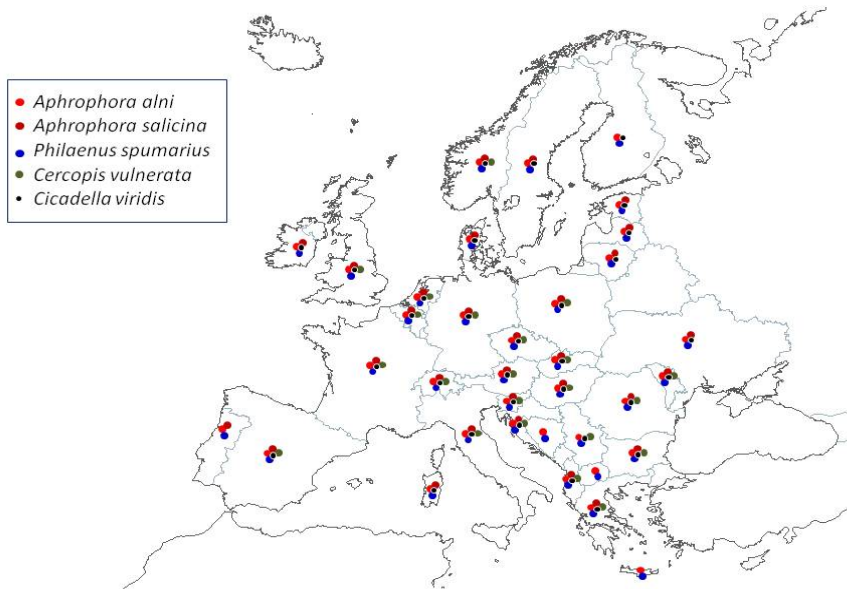 Aphrophora alni
Aphrophora salicina
Philaenus spumarius
Cercopis vulnerata
Cicadella viridis